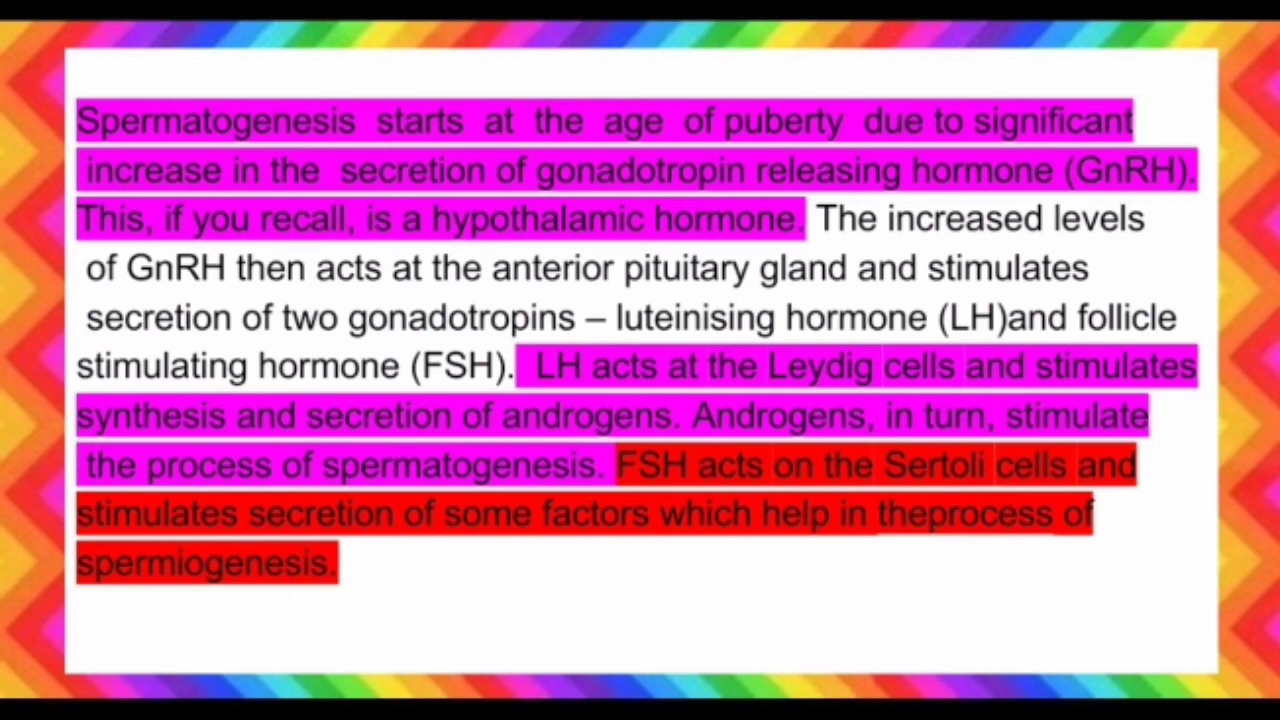 Spermatogenesis starts at the age of puberty due to significant
increase in the secretion of gonadotropin releasing hormone (GnRH).
This, if you recall, is a hypothalamic hormone. The increased levels
of GnRH then acts at the anterior pituitary gland and stimulates
secretion of two gonadotropins – luteinising hormone (LH)and follicle
stimulating hormone (FSH). LH acts at the Leydig cells and stimulates
synthesis and secretion of androgens. Androgens, in turn, stimulate
the process of spermatogenesis. FSH acts on the Sertoli cells and
stimulates secretion of some factors which help in theprocess of
spermiogenesis.